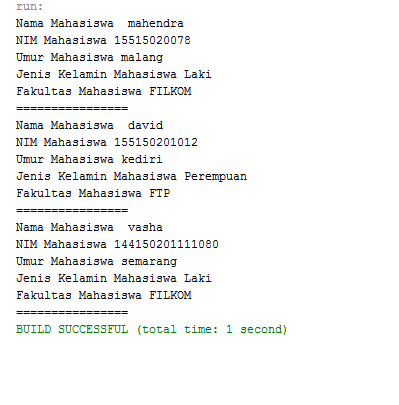 run:
Nama Mahasiswa  mahendra
NIM Mahasiswa 15515020078
Umur Mahasiswa malang
Jenis Kelamin Mahasiswa Laki
Fakultas Mahasiswa FILKOM
================
Nama Mahasiswa  david
NIM Mahasiswa 155150201012
Umur Mahasiswa kediri
Jenis Kelamin Mahasiswa Perempuan
Fakultas Mahasiswa FTP
================
Nama Mahasiswa  vasha
NIM Mahasiswa 144150201111080
Umur Mahasiswa semarang
Jenis Kelamin Mahasiswa Laki
Fakultas Mahasiswa FILKOM
================
BUILD SUCCESSFUL (total time: 1 second)